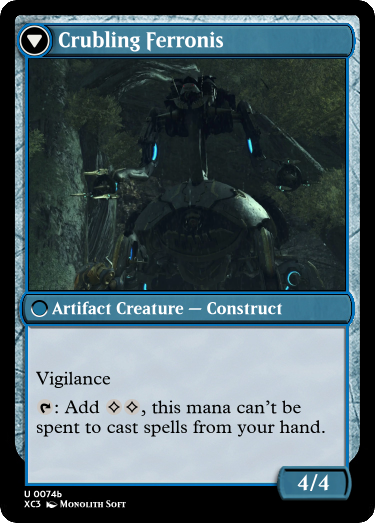 Crubling Ferronis
Artifact Creature — Construct
Vigilance
: Add , this mana can't be
spent to cast spells from your hand.
4/4
U 0074b
XC3 Monolith Soft